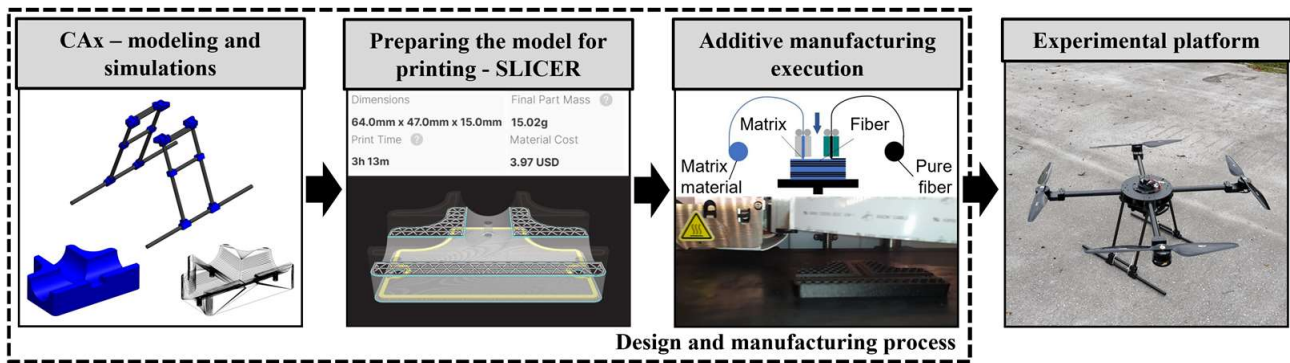 CAx – modeling and
simulations
Preparing the model for
printing - SLICER
Dimensions
Final Part Mass ?
64.0mm x 47.0mm x 15.0mm
15.02g
Print Time ?
Material Cost
3h 13m
3.97 USD
Additive manufacturing
execution
Matrix
Fiber
Matrix
material
Pure
fiber
Experimental platform
Design and manufacturing process